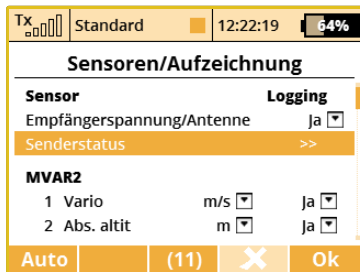 Tx Standard 12:22:19 64%
Sensoren/Aufzeichnung
Sensor Logging
Empfängerspannung/Antenne Ja
Senderstatus >>
MVAR2
1 Vario m/s Ja
2 Abs. altit m Ja
Auto (11) Ok